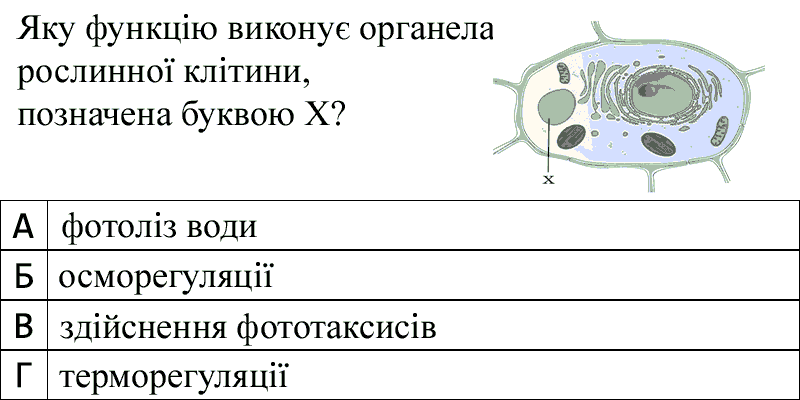 Яку функцію виконує органела
рослинної клітини,
позначена буквою Х?
х
А фотоліз води
Б осморегуляції
В здійснення фототаксисів
Г терморегуляції